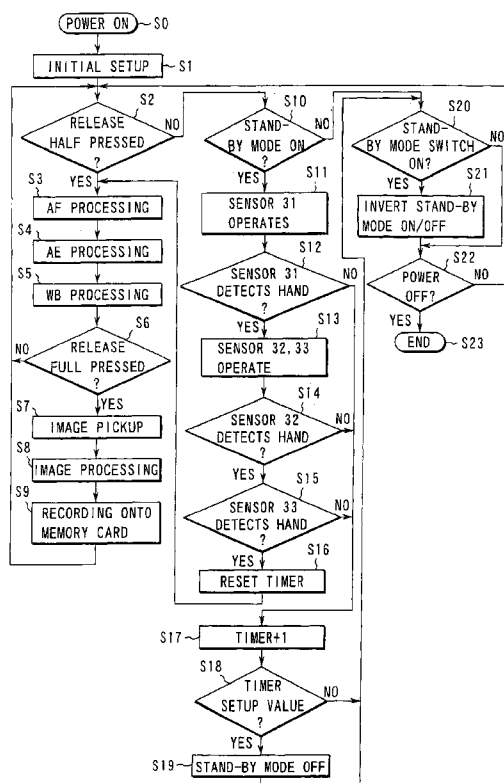 POWER ON
S0
INITIAL SETUP
S1
S2
RELEASE
HALF PRESSED
?
NO
YES
S3
AF PROCESSING
S4
AE PROCESSING
S5
WB PROCESSING
S6
RELEASE
FULL PRESSED
?
NO
YES
S7
IMAGE PICKUP
S8
IMAGE PROCESSING
S9
RECORDING ONTO
MEMORY CARD
S10
STAND-
BY MODE ON
?
NO
YES
S11
SENSOR 31
OPERATES
S12
SENSOR 31
DETECTS HAND
?
NO
YES
S13
SENSOR 32,33
OPERATE
S14
SENSOR 32
DETECTS HAND
?
NO
YES
S15
SENSOR 33
DETECTS HAND
?
NO
YES
S16
RESET TIMER
S17
TIMER+1
S18
TIMER
SETUP VALUE
?
NO
YES
S19
STAND-BY MODE OFF
S20
STAND-
BY MODE SWITCH
ON?
NO
YES
S21
INVERT STAND-BY
MODE ON/OFF
S22
POWER
OFF?
NO
YES
END
S23